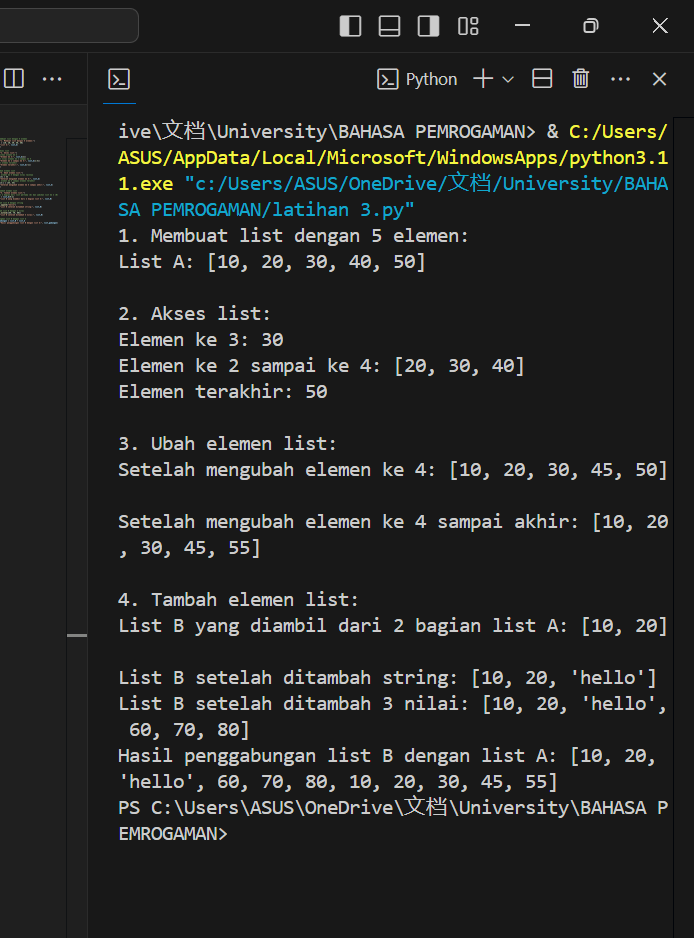 Python
ive\文档\University\BAHASA PEMROGAMAN> & C:/Users/
ASUS/AppData/Local/Microsoft/WindowsApps/python3.1
1.exe "c:/Users/ASUS/OneDrive/文档/University/BAHA
SA PEMROGAMAN/latihan 3.py"
1. Membuat list dengan 5 elemen:
List A: [10, 20, 30, 40, 50]
2. Akses list:
Elemen ke 3: 30
Elemen ke 2 sampai ke 4: [20, 30, 40]
Elemen terakhir: 50
3. Ubah elemen list:
Setelah mengubah elemen ke 4: [10, 20, 30, 45, 50]
Setelah mengubah elemen ke 4 sampai akhir: [10, 20
, 30, 45, 55]
4. Tambah elemen list:
List B yang diambil dari 2 bagian list A: [10, 20]
List B setelah ditambah string: [10, 20, 'hello']
List B setelah ditambah 3 nilai: [10, 20, 'hello',
60, 70, 80]
Hasil penggabungan list B dengan list A: [10, 20,
'hello', 60, 70, 80, 10, 20, 30, 45, 55]
PS C:\Users\ASUS\OneDrive\文档\University\BAHASA P
EMROGAMAN>